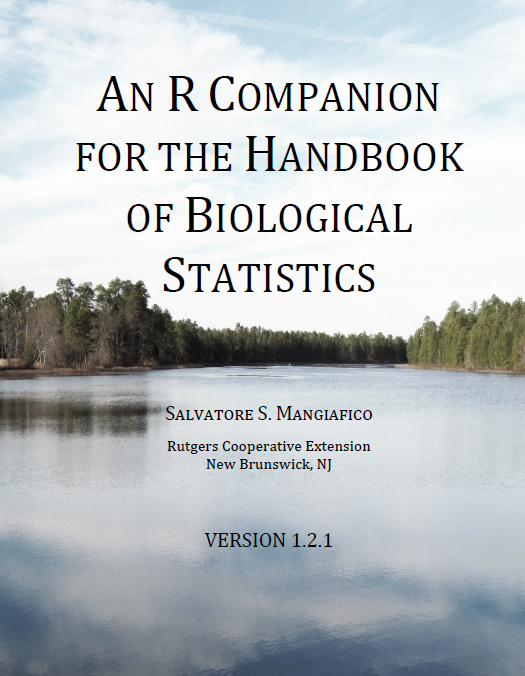 AN R COMPANION
FOR THE HANDBOOK
OF BIOLOGICAL
STATISTICS
SALVATORE S. MANGIAFICO
Rutgers Cooperative Extension
New Brunswick, NJ
VERSION 1.2.1